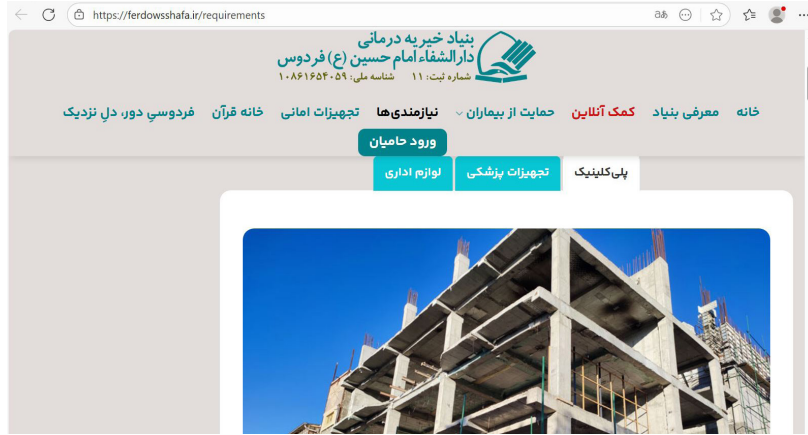 https://ferdowsshafa.ir/requirements
بنیاد خیریه درمانی
دارالشفاء امام حسین (ع) فردوس
شماره ثبت: ۱۱ شناسه ملی: ۱۰۸۶۱۶۵۴۰۵۹
خانه معرفی بنیاد کمک آنلاین حمایت از بیماران نیازمندی‌ها تجهیزات امانی خانه قرآن فردوسیِ دور، دلِ نزدیک
ورود حامیان
پلی‌کلینیک تجهیزات پزشکی لوازم اداری